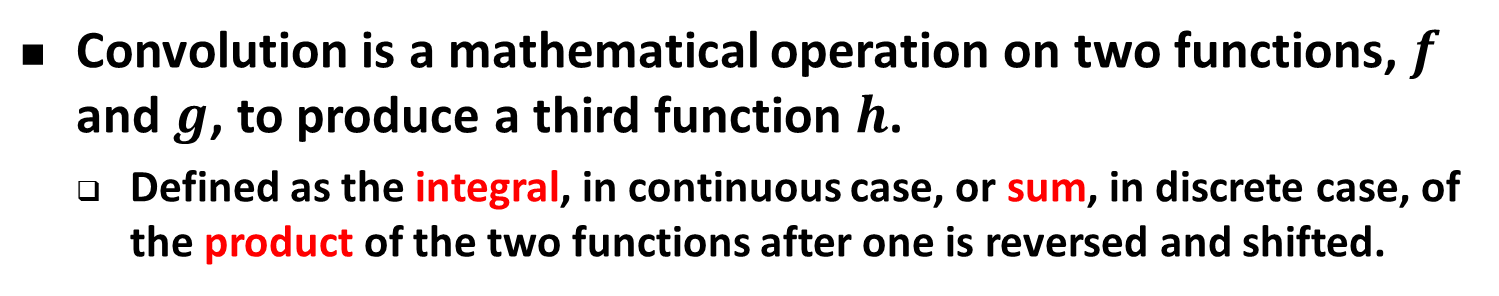 ▪ Convolution is a mathematical operation on two functions, f
and g, to produce a third function h.
❑ Defined as the integral, in continuous case, or sum, in discrete case, of
the product of the two functions after one is reversed and shifted.